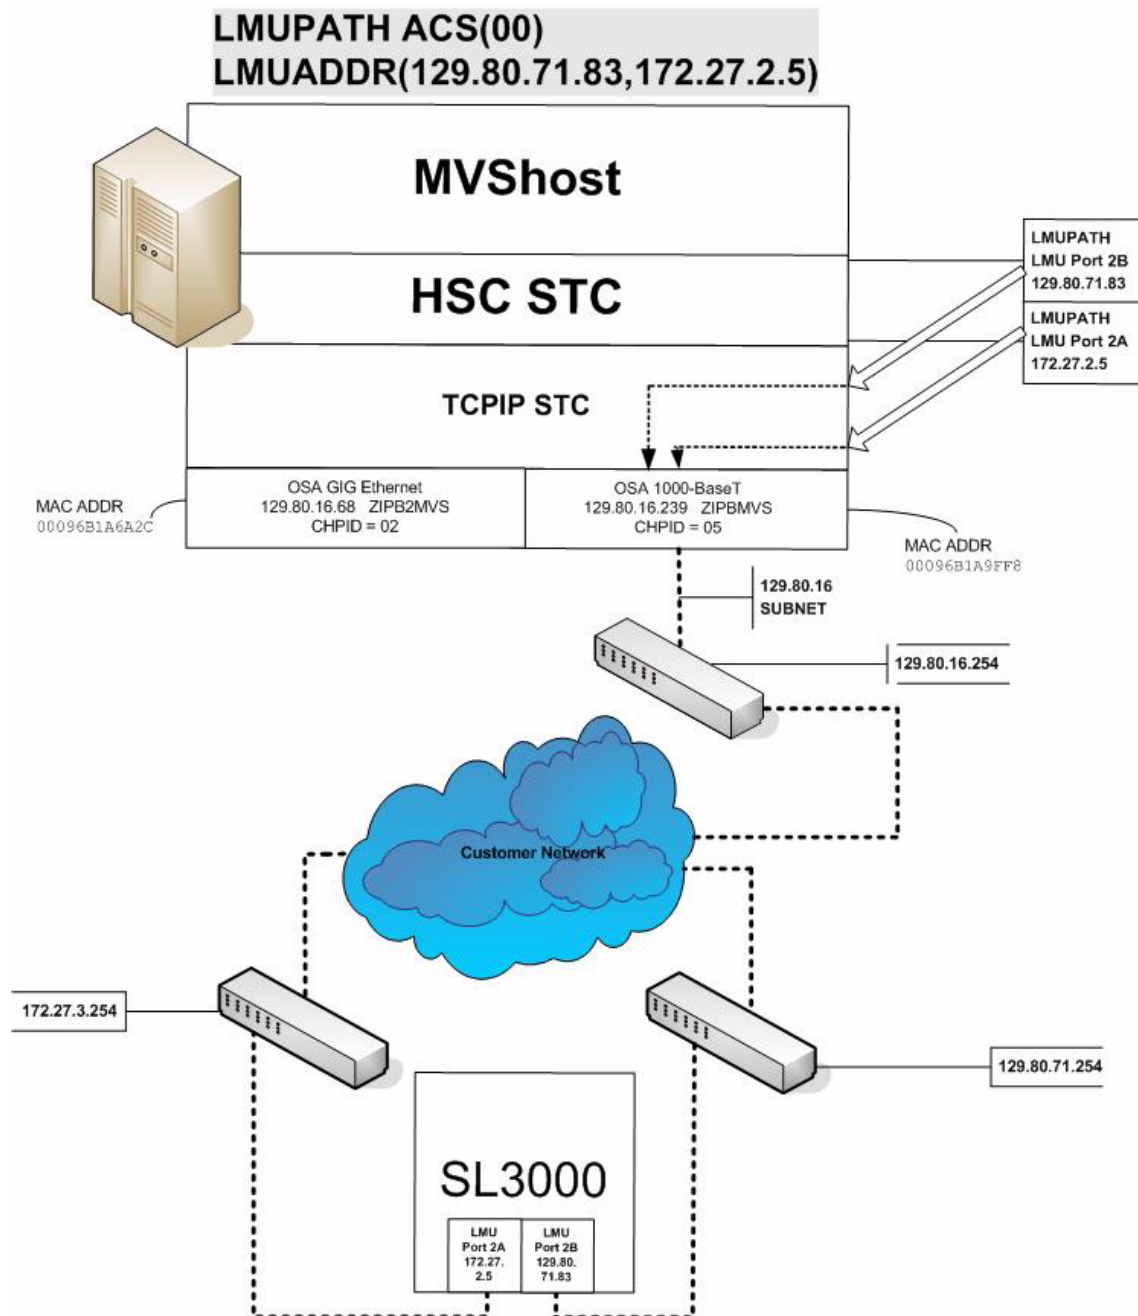 LMUPATH ACS(00)
LMUADDR(129.80.71.83,172.27.2.5)
MVShost
HSC STC
TCPIP STC
LMUPATH
LMU Port 2B
129.80.71.83
LMUPATH
LMU Port 2A
172.27.2.5
OSA GIG Ethernet
129.80.16.68 ZIPB2MVS
CHPID = 02
OSA 1000-BaseT
129.80.16.239 ZIPBMVS
CHPID = 05
MAC ADDR
00096B1A6A2C
MAC ADDR
00096B1A9FF8
129.80.16
SUBNET
129.80.16.254
Customer Network
172.27.3.254
129.80.71.254
SL3000
LMU
Port 2A
172.27.
2.5
LMU
Port 2B
129.80.
71.83